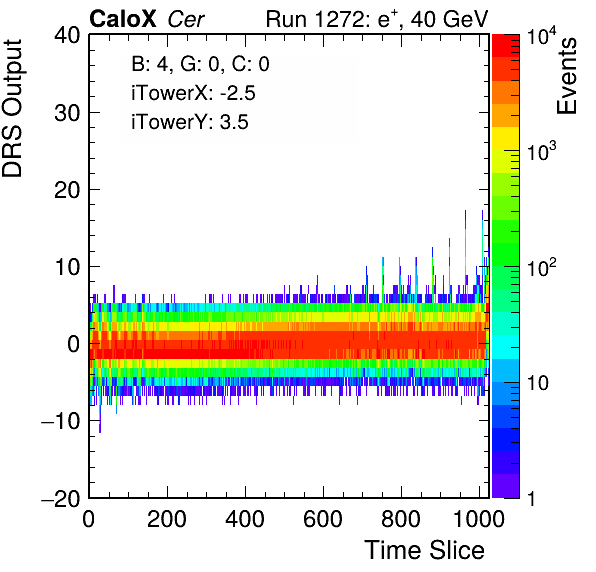 CaloX Cer Run 1272: e⁺, 40 GeV
B: 4, G: 0, C: 0
iTowerX: -2.5
iTowerY: 3.5
DRS Output
40
30
20
10
0
−10
−20
0 200 400 600 800 1000
Time Slice
Events
10⁴
10³
10²
10
1